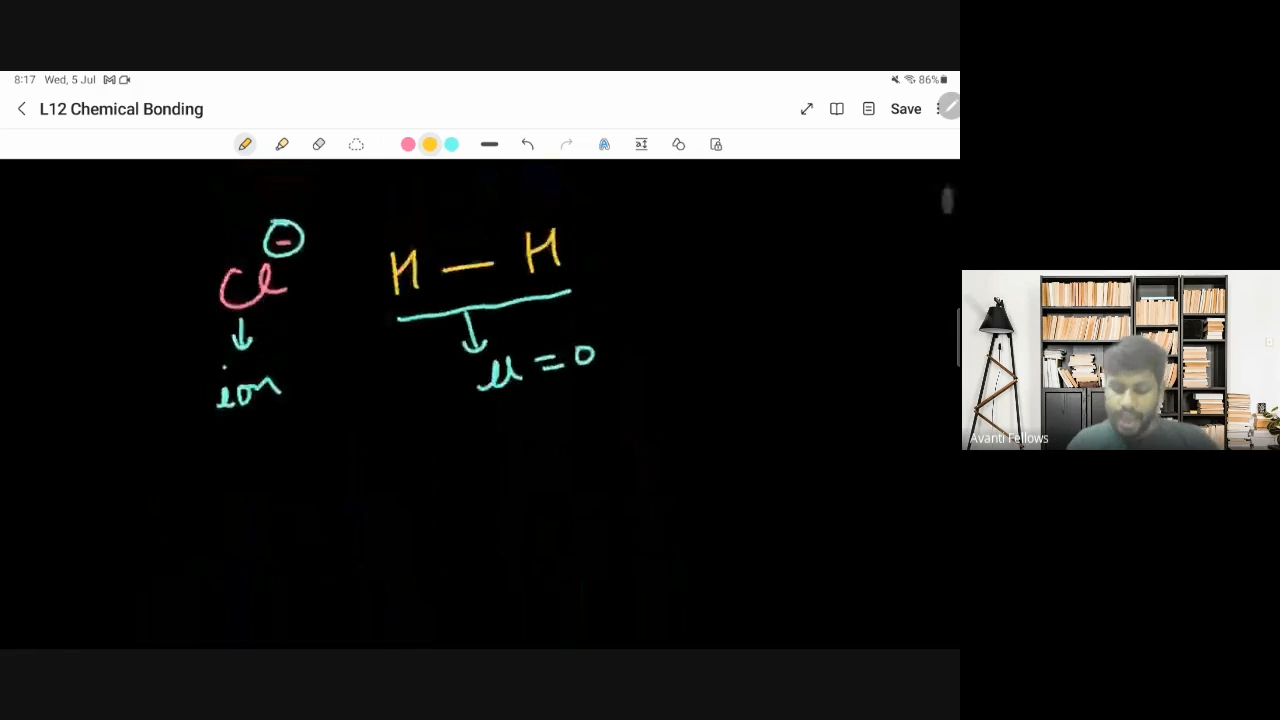 8:17 Wed, 5 Jul 86%
L12 Chemical Bonding
Save
Cl⁻ H — H
ion μ = 0
Avanti Fellows